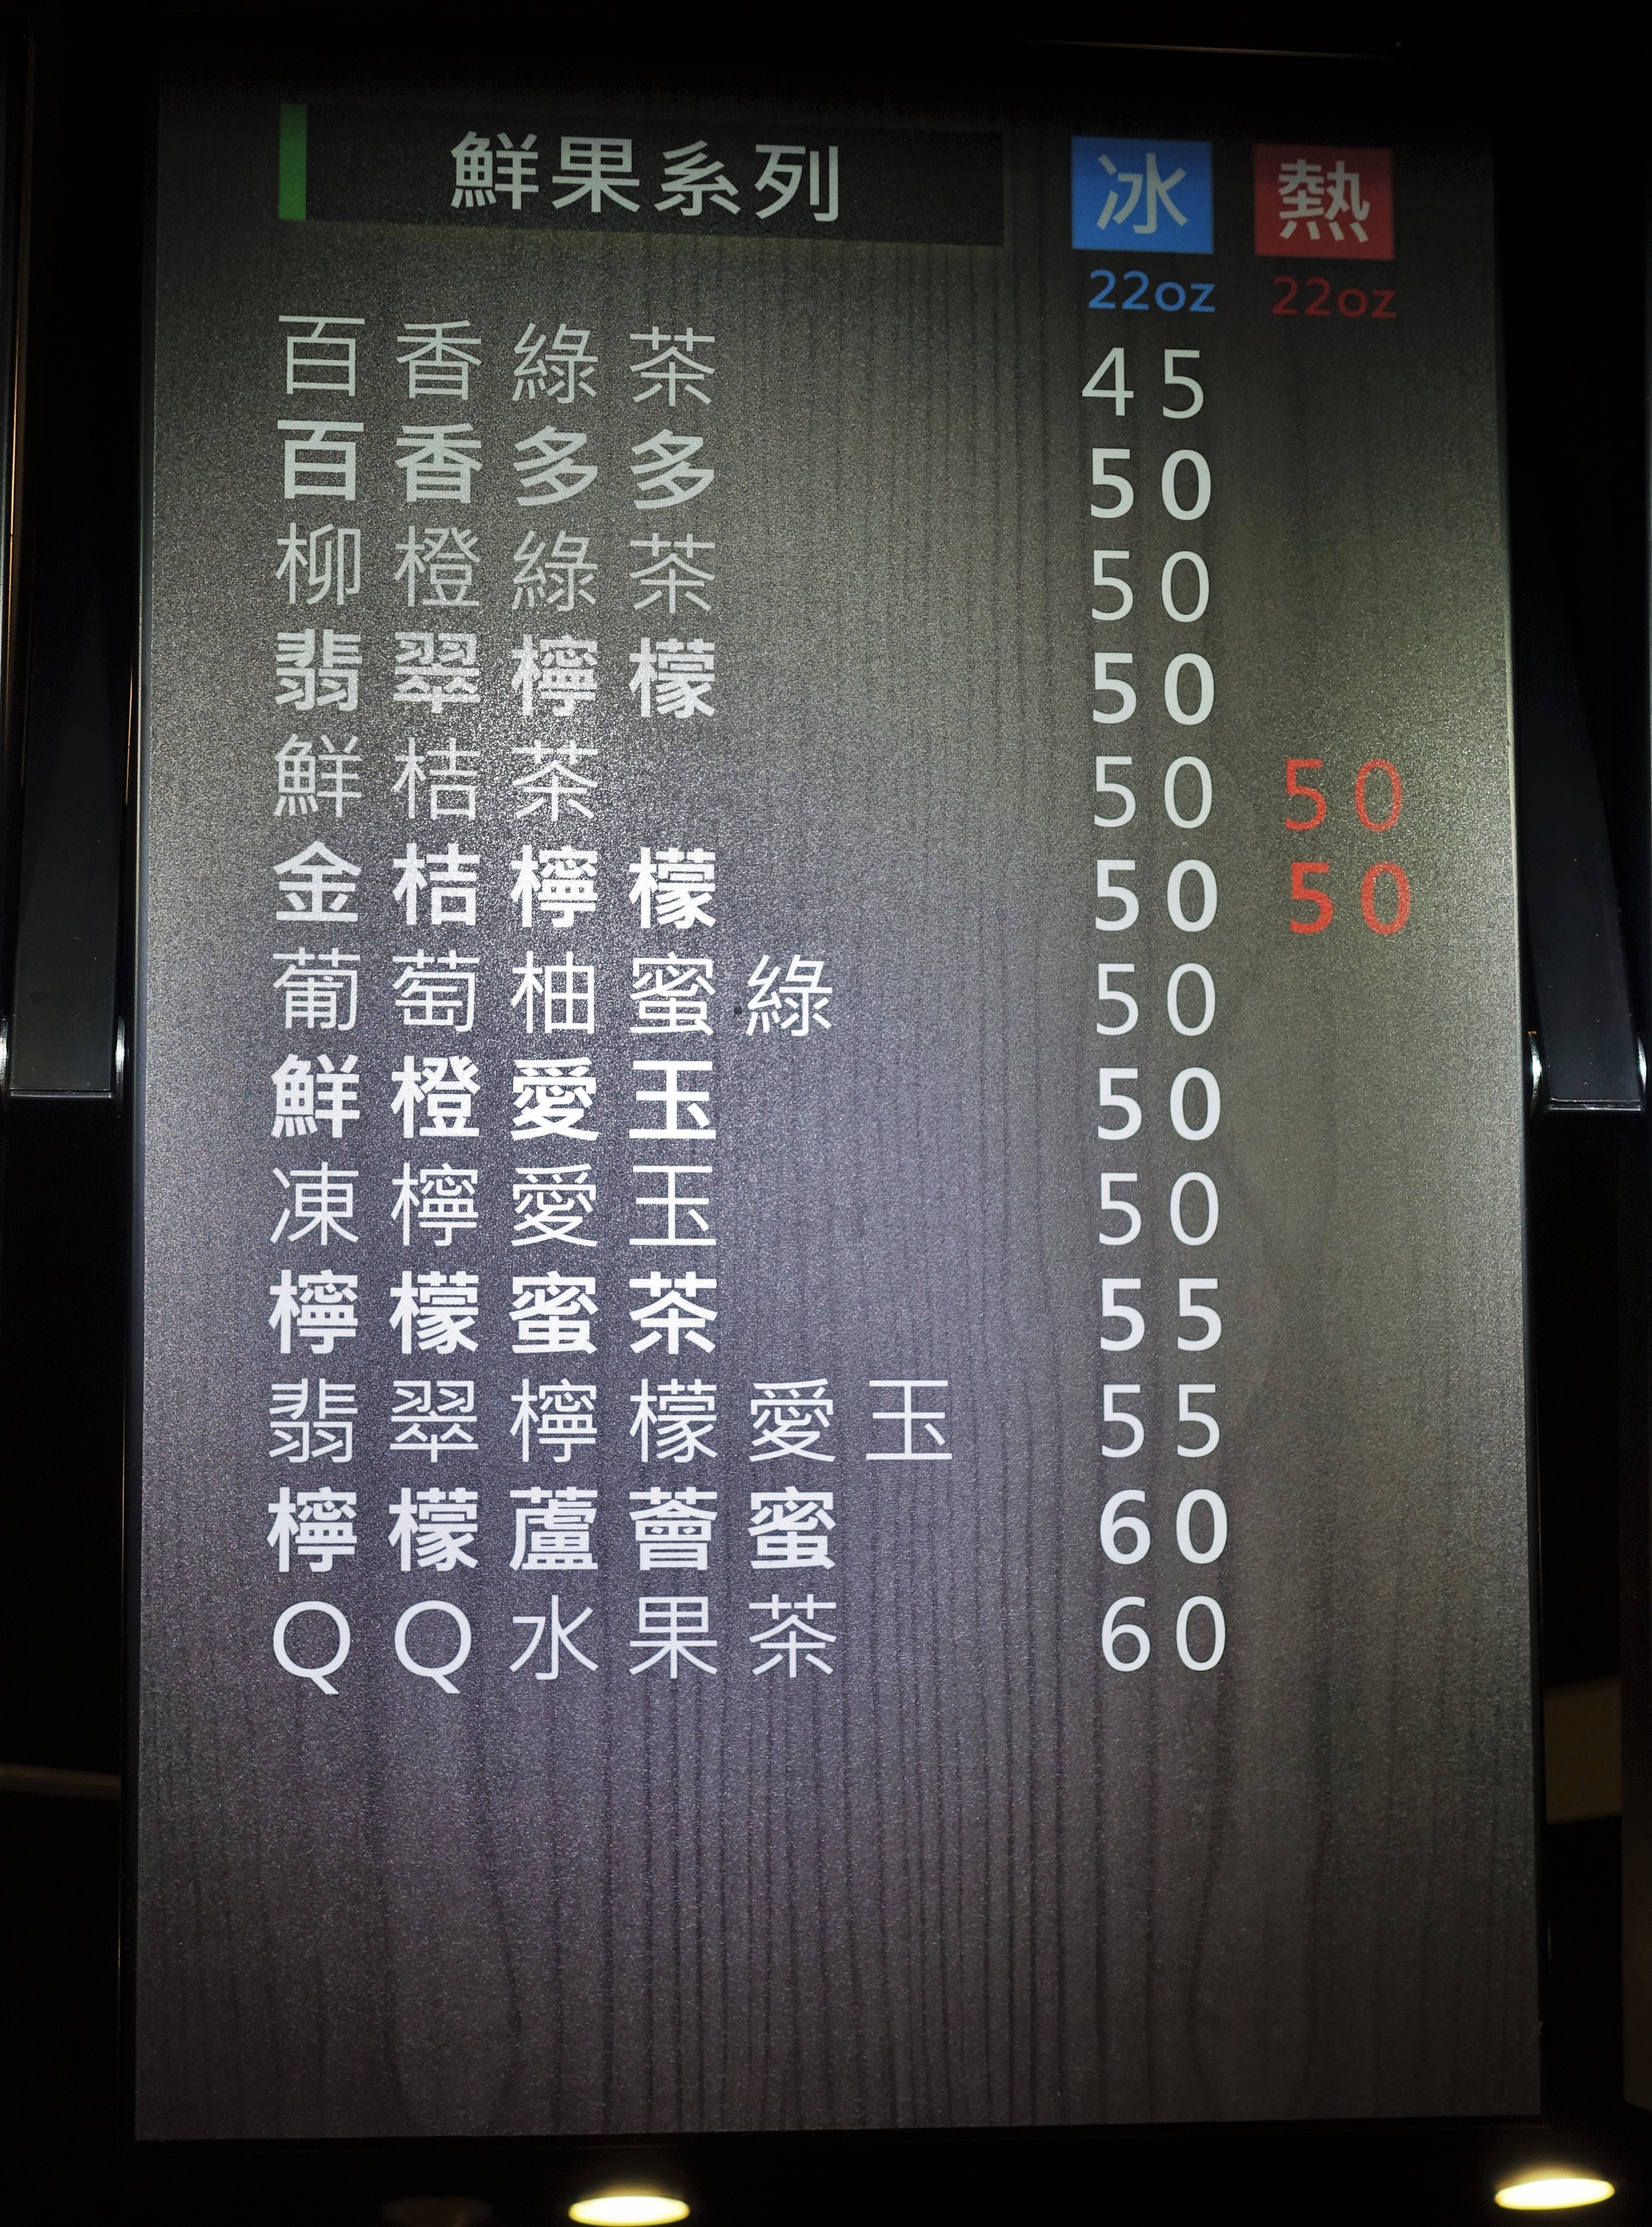 鮮果系列 冰 熱
22oz 22oz
百香綠茶 45
百香多多 50
柳橙綠茶 50
翡翠檸檬 50
鮮桔茶 50 50
金桔檸檬 50 50
葡萄柚蜜綠 50
鮮橙愛玉 50
凍檸愛玉 50
檸檬蜜茶 55
翡翠檸檬愛玉 55
檸檬蘆薈蜜 60
QQ水果茶 60